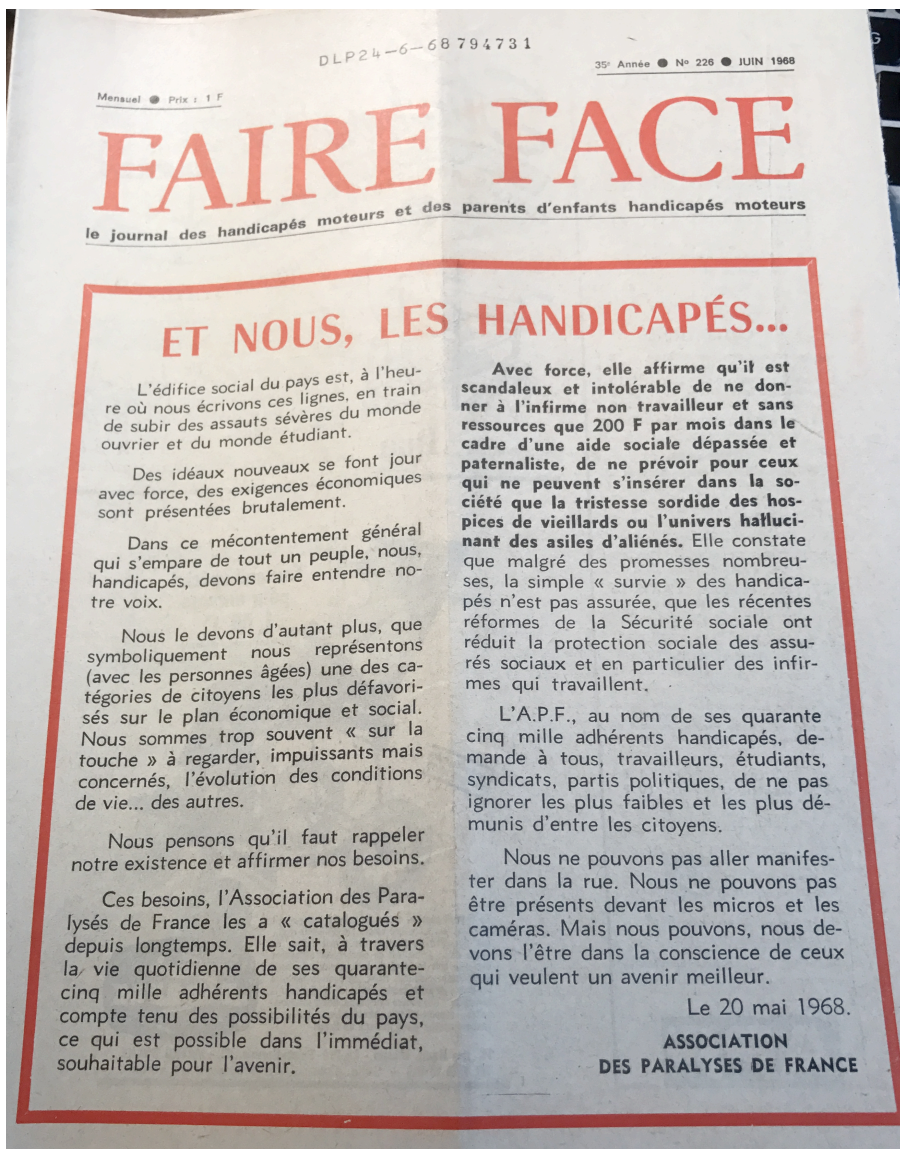 DLP24-6-68 794731
35e Année ● No 226 ● JUIN 1968
Mensuel ● Prix : 1 F
FAIRE FACE
le journal des handicapés moteurs et des parents d'enfants handicapés moteurs
ET NOUS, LES HANDICAPÉS...
L'édifice social du pays est, à l'heu-
re où nous écrivons ces lignes, en train
de subir des assauts sévères du monde
ouvrier et du monde étudiant.
Des idéaux nouveaux se font jour
avec force, des exigences économiques
sont présentées brutalement.
Dans ce mécontentement général
qui s'empare de tout un peuple, nous,
handicapés, devons faire entendre no-
tre voix.
Nous le devons d'autant plus, que
symboliquement nous représentons
(avec les personnes âgées) une des ca-
tégories de citoyens les plus défavori-
sés sur le plan économique et social.
Nous sommes trop souvent « sur la
touche » à regarder, impuissants mais
concernés, l'évolution des conditions
de vie... des autres.
Nous pensons qu'il faut rappeler
notre existence et affirmer nos besoins.
Ces besoins, l'Association des Para-
lysés de France les a « catalogués »
depuis longtemps. Elle sait, à travers
la vie quotidienne de ses quarante-
cinq mille adhérents handicapés et
compte tenu des possibilités du pays,
ce qui est possible dans l'immédiat,
souhaitable pour l'avenir.
Avec force, elle affirme qu'il est
scandaleux et intolérable de ne don-
ner à l'infirme non travailleur et sans
ressources que 200 F par mois dans le
cadre d'une aide sociale dépassée et
paternaliste, de ne prévoir pour ceux
qui ne peuvent s'insérer dans la so-
ciété que la tristesse sordide des hos-
pices de vieillards ou l'univers halluci-
nant des asiles d'aliénés. Elle constate
que malgré des promesses nombreu-
ses, la simple « survie » des handica-
pés n'est pas assurée, que les récentes
réformes de la Sécurité sociale ont
réduit la protection sociale des assu-
rés sociaux et en particulier des infir-
mes qui travaillent.
L'A.P.F., au nom de ses quarante
cinq mille adhérents handicapés, de-
mande à tous, travailleurs, étudiants,
syndicats, partis politiques, de ne pas
ignorer les plus faibles et les plus dé-
munis d'entre les citoyens.
Nous ne pouvons pas aller manifes-
ter dans la rue. Nous ne pouvons pas
être présents devant les micros et les
caméras. Mais nous pouvons, nous de-
vons l'être dans la conscience de ceux
qui veulent un avenir meilleur.
Le 20 mai 1968.
ASSOCIATION
DES PARALYSES DE FRANCE